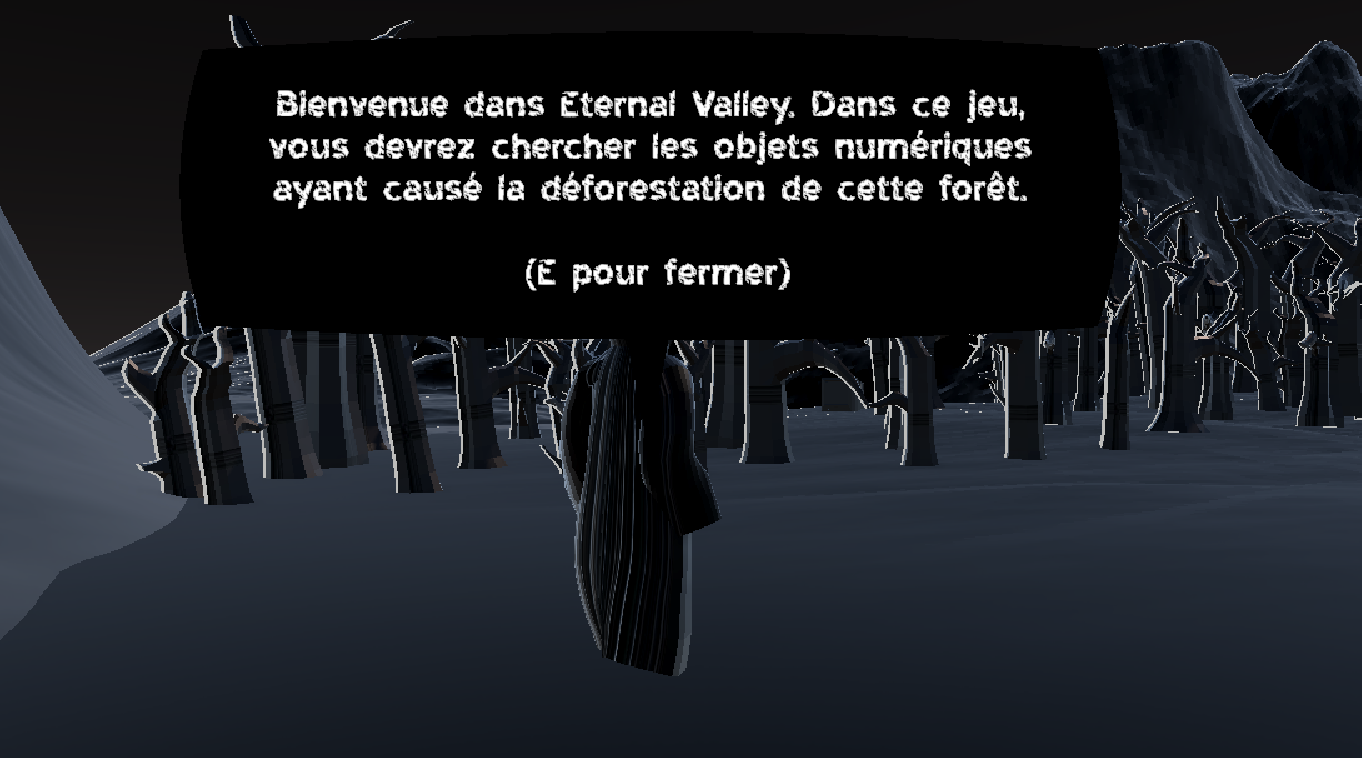 Bienvenue dans Eternal Valley. Dans ce jeu,
vous devrez chercher les objets numériques
ayant causé la déforestation de cette forêt.
(E pour fermer)